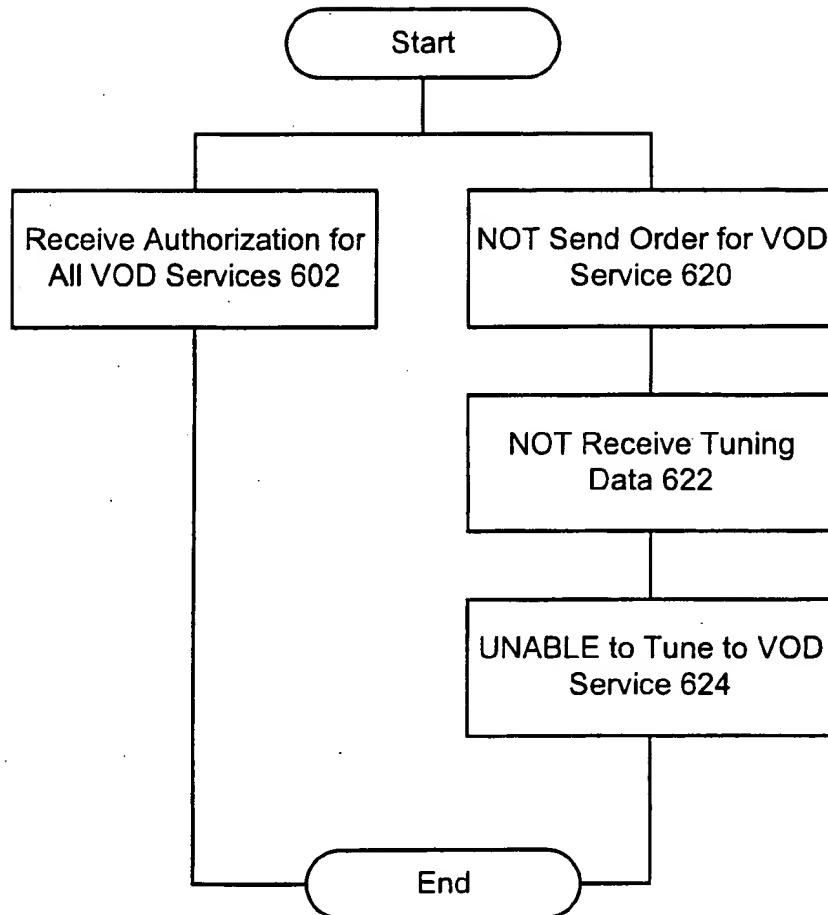 Start
Receive Authorization for
All VOD Services 602
NOT Send Order for VOD
Service 620
NOT Receive Tuning
Data 622
UNABLE to Tune to VOD
Service 624
End